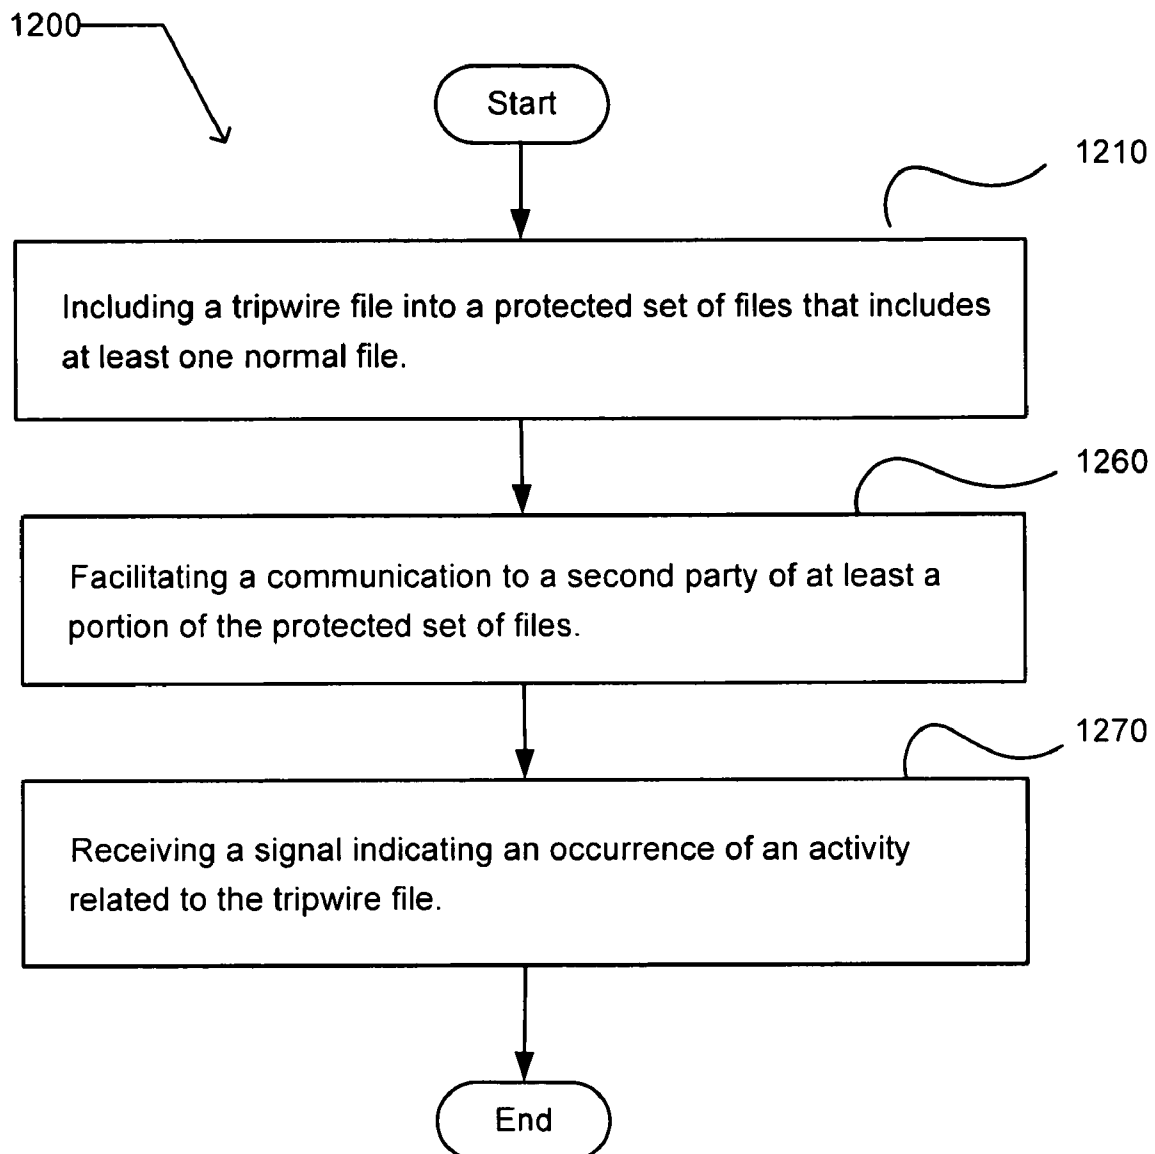 1200
Start
1210
Including a tripwire file into a protected set of files that includes
at least one normal file.
1260
Facilitating a communication to a second party of at least a
portion of the protected set of files.
1270
Receiving a signal indicating an occurrence of an activity
related to the tripwire file.
End